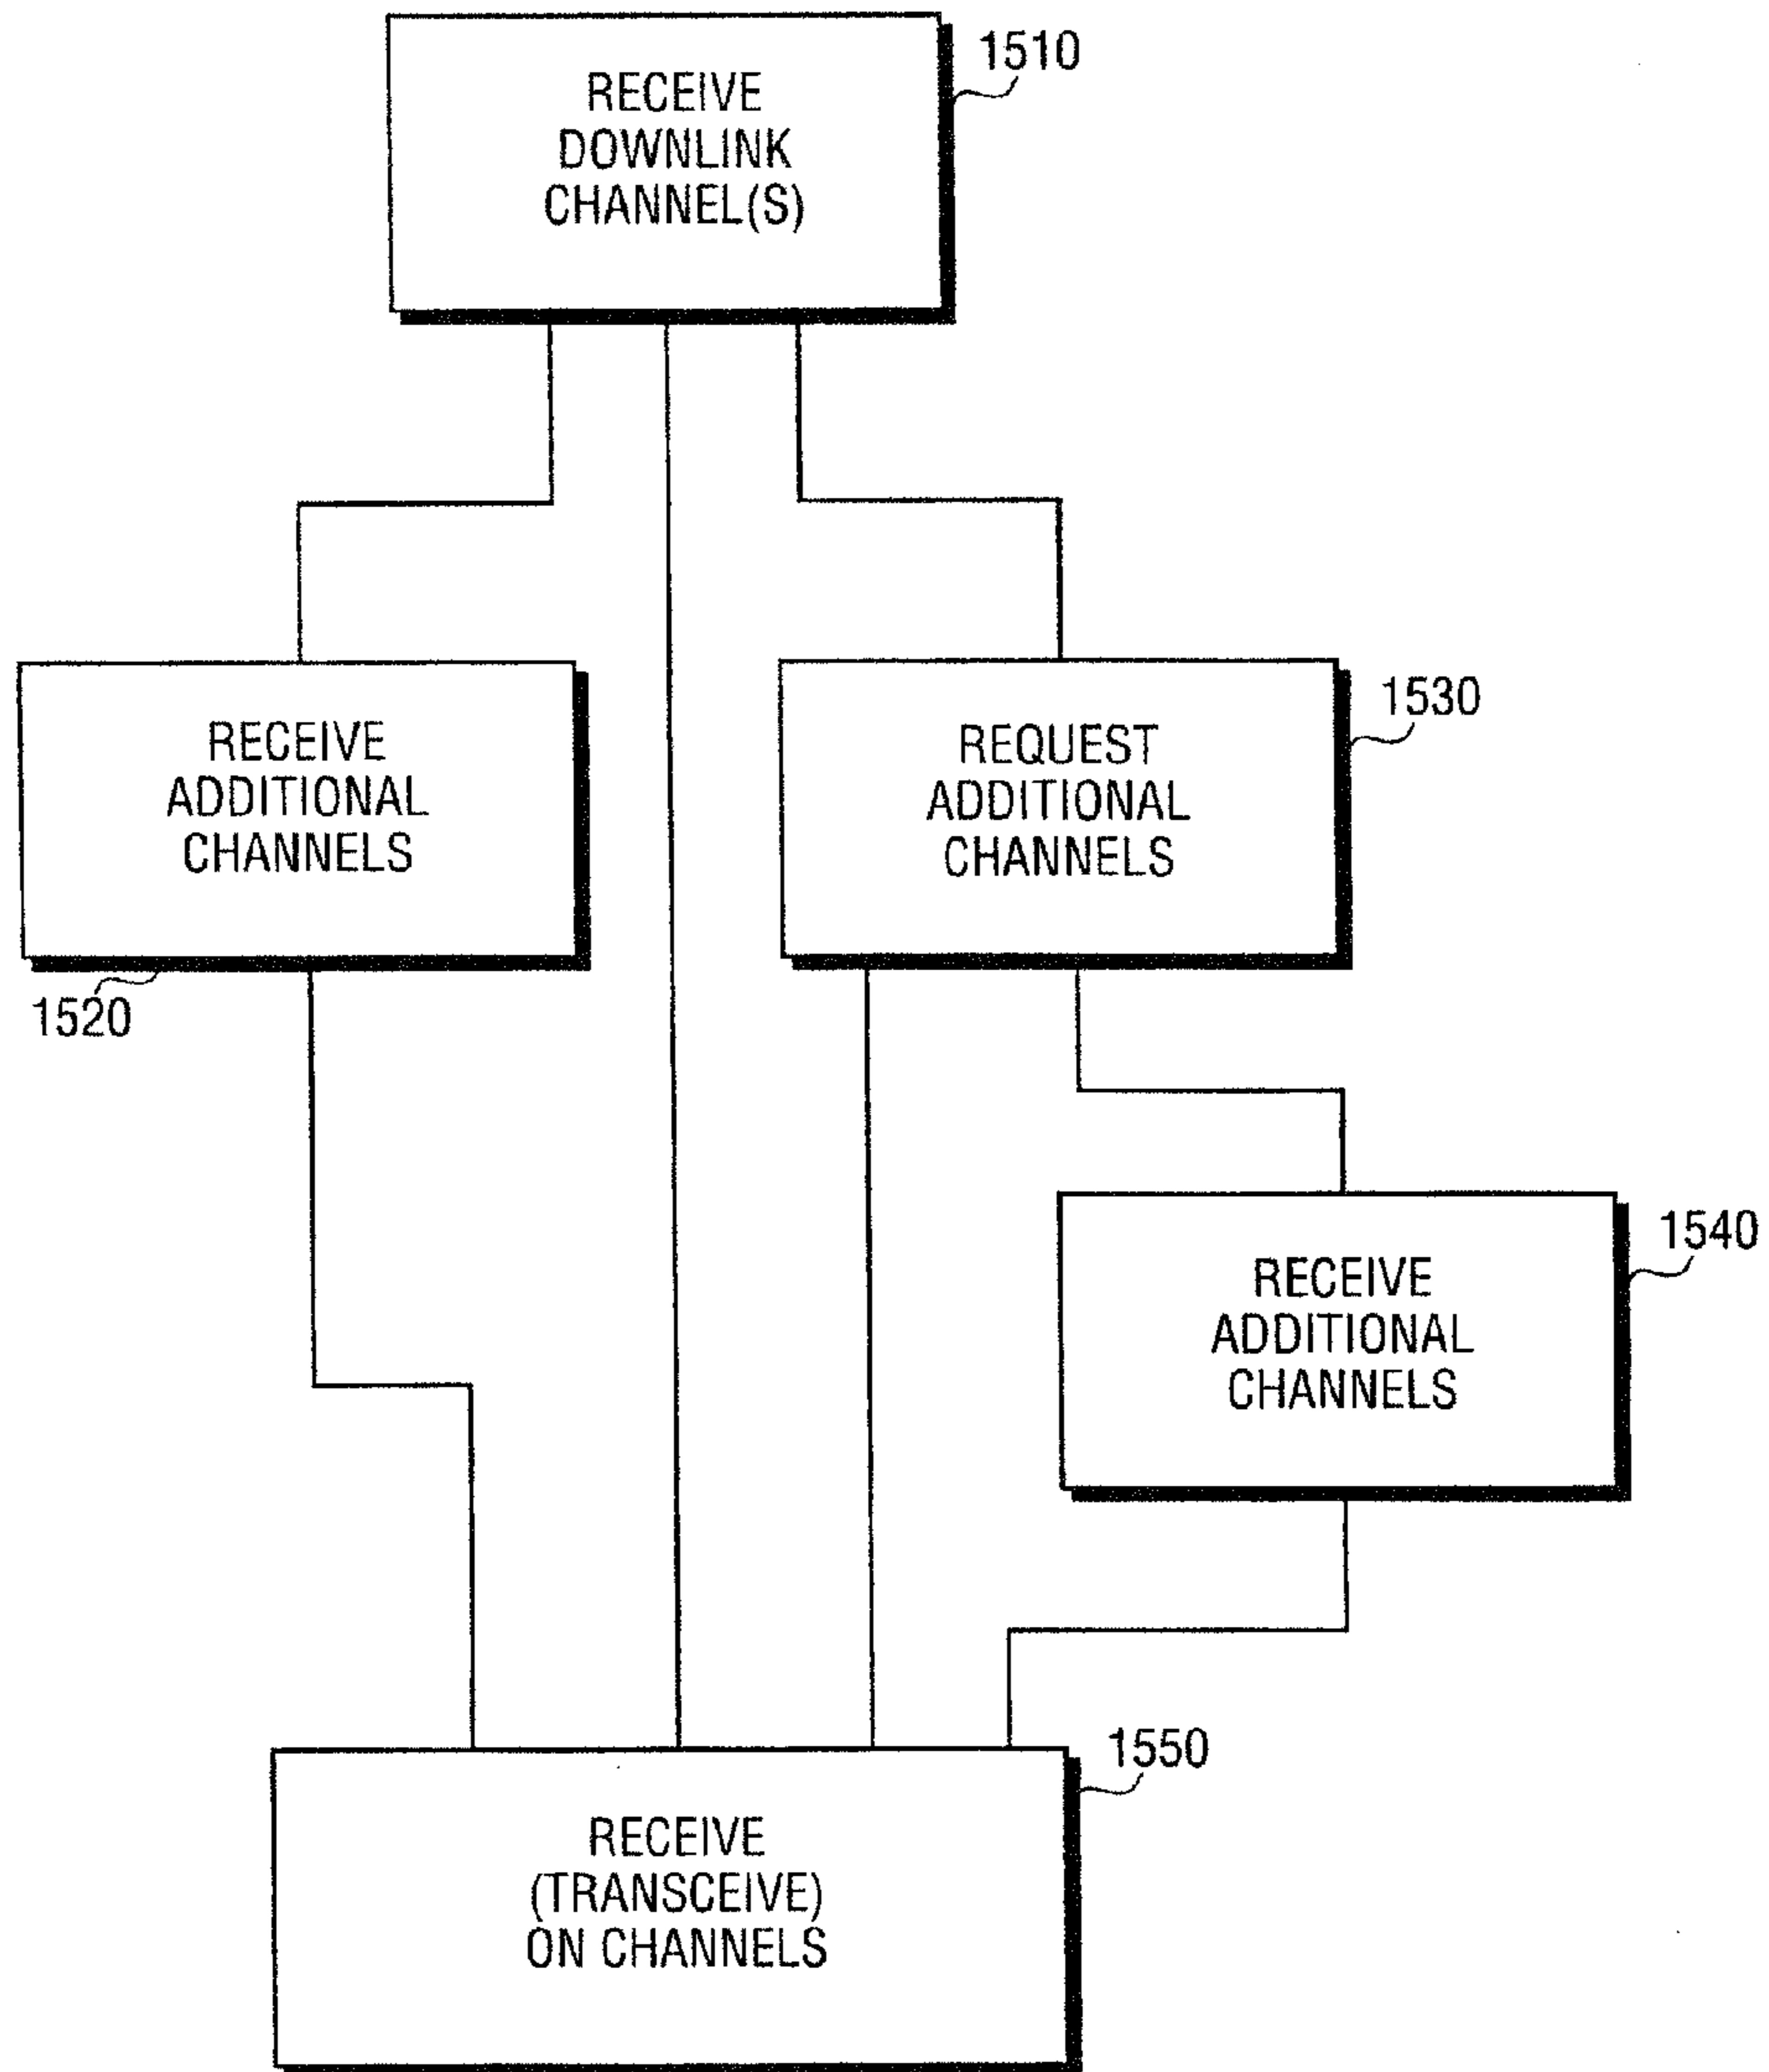 RECEIVE
DOWNLINK
CHANNEL(S)
1510
RECEIVE
ADDITIONAL
CHANNELS
1520
REQUEST
ADDITIONAL
CHANNELS
1530
RECEIVE
ADDITIONAL
CHANNELS
1540
RECEIVE
(TRANSCEIVE)
ON CHANNELS
1550